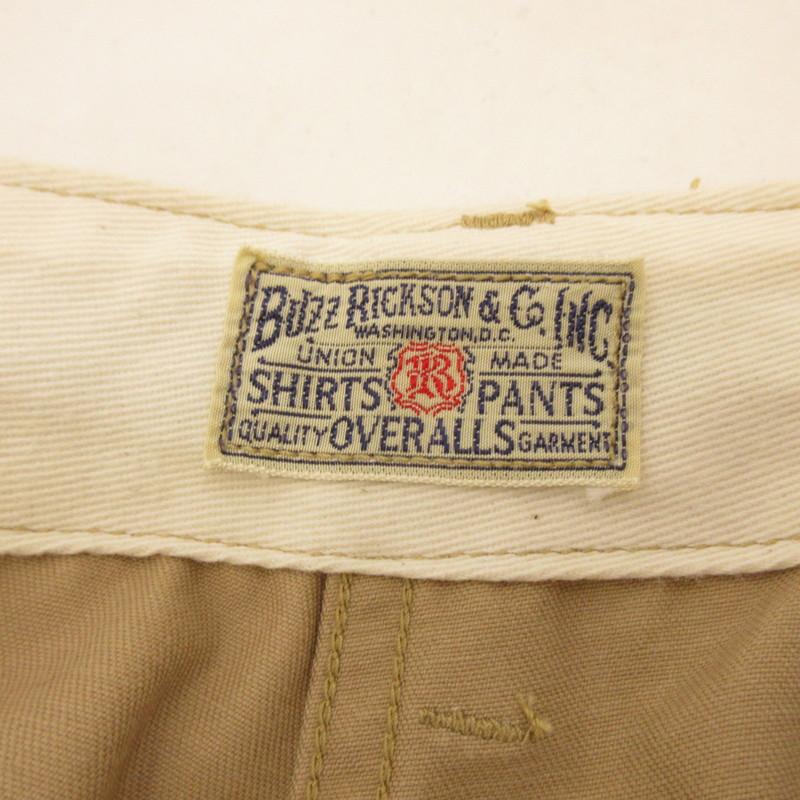 BUZZ RICKSON & CO. INC
WASHINGTON, D.C.
UNION R MADE
SHIRTS PANTS
QUALITY OVERALLS GARMENT